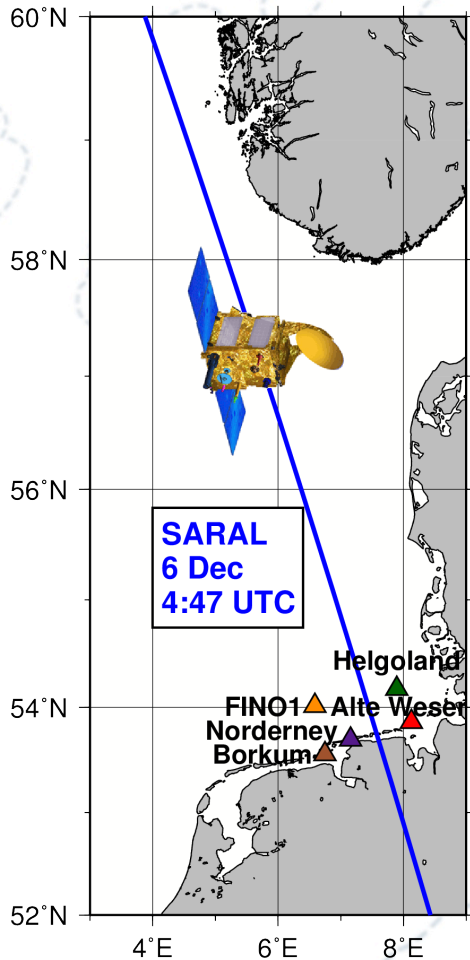 60°N
58°N
56°N
SARAL
6 Dec
4:47 UTC
Helgoland
54°N
FINO1
Alte Weser
Norderney
Borkum
52°N
4°E
6°E
8°E